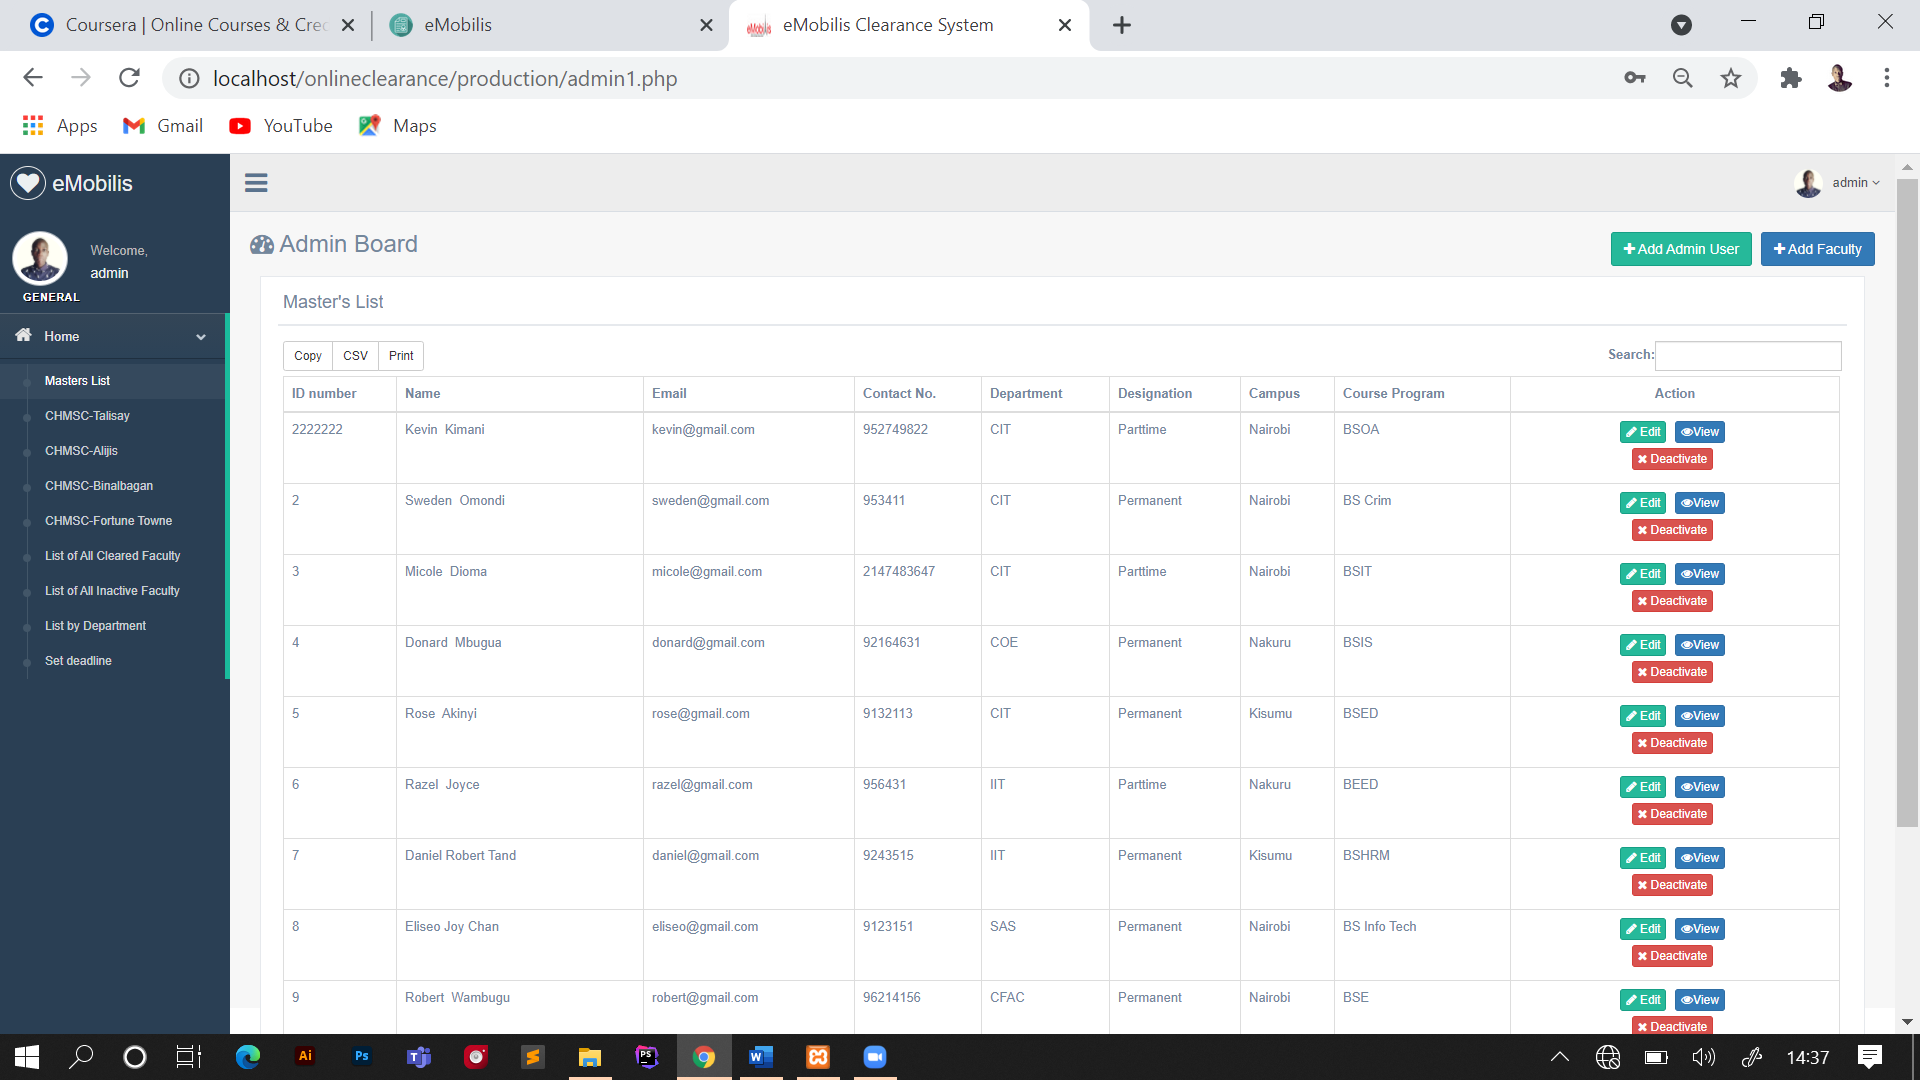 Coursera | Online Courses & Cre
eMobilis
eMobilis Clearance System
localhost/onlineclearance/production/admin1.php
Apps
Gmail
YouTube
Maps
eMobilis
admin
Welcome,
admin
GENERAL
Home
Masters List
CHMSC-Talisay
CHMSC-Alijis
CHMSC-Binalbagan
CHMSC-Fortune Towne
List of All Cleared Faculty
List of All Inactive Faculty
List by Department
Set deadline
Admin Board
Add Admin User
Add Faculty
Master's List
Copy CSV Print
Search:
ID number Name Email Contact No. Department Designation Campus Course Program Action
2222222 Kevin Kimani kevin@gmail.com 952749822 CIT Parttime Nairobi BSOA Edit View
Deactivate
2 Sweden Omondi sweden@gmail.com 953411 CIT Permanent Nairobi BS Crim Edit View
Deactivate
3 Micole Dioma micole@gmail.com 2147483647 CIT Parttime Nairobi BSIT Edit View
Deactivate
4 Donard Mbugua donard@gmail.com 92164631 COE Permanent Nakuru BSIS Edit View
Deactivate
5 Rose Akinyi rose@gmail.com 9132113 CIT Permanent Kisumu BSED Edit View
Deactivate
6 Razel Joyce razel@gmail.com 956431 IIT Parttime Nakuru BEED Edit View
Deactivate
7 Daniel Robert Tand daniel@gmail.com 9243515 IIT Permanent Kisumu BSHRM Edit View
Deactivate
8 Eliseo Joy Chan eliseo@gmail.com 9123151 SAS Permanent Nairobi BS Info Tech Edit View
Deactivate
9 Robert Wambugu robert@gmail.com 96214156 CFAC Permanent Nairobi BSE Edit View
Deactivate
14:37